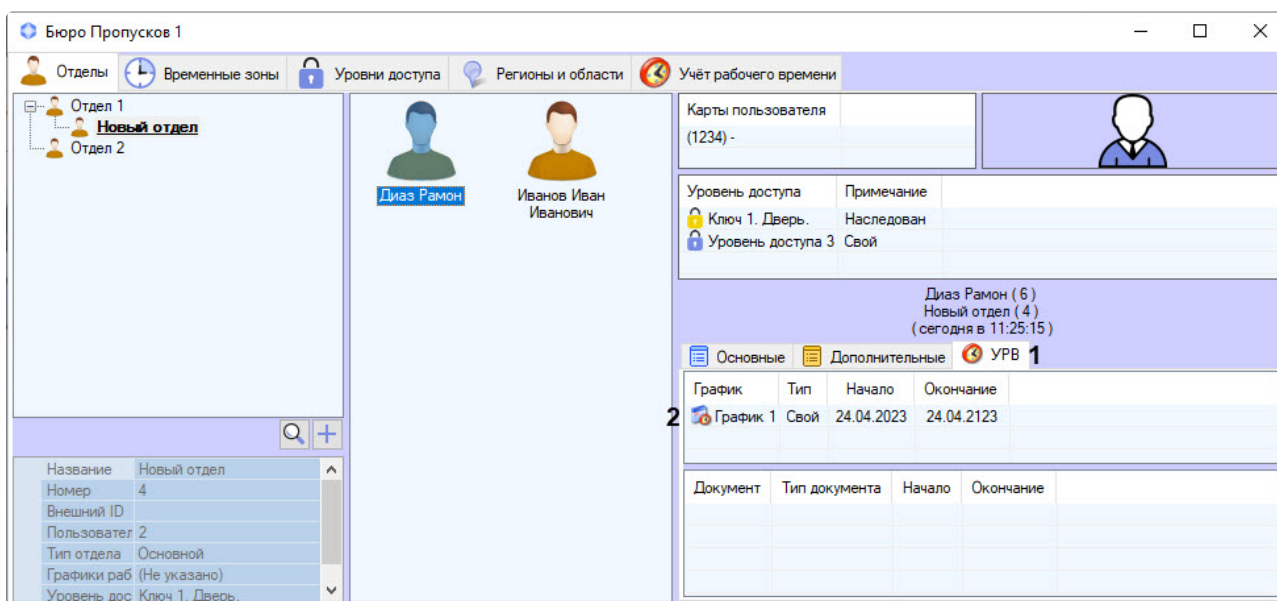 Бюро Пропусков 1
Отделы Временные зоны Уровни доступа Регионы и области Учёт рабочего времени
Отдел 1
Новый отдел
Отдел 2
Диаз Рамон
Иванов Иван
Иванович
Карты пользователя
(1234) -
Уровень доступа Примечание
Ключ 1. Дверь. Наследован
Уровень доступа 3 Свой
Диаз Рамон ( 6 )
Новый отдел ( 4 )
( сегодня в 11:25:15 )
Основные Дополнительные УРВ 1
График Тип Начало Окончание
2 График 1 Свой 24.04.2023 24.04.2123
Документ Тип документа Начало Окончание
Название Новый отдел
Номер 4
Внешний ID
Пользовател 2
Тип отдела Основной
Графики раб (Не указано)
Уровень дос Ключ 1. Дверь.